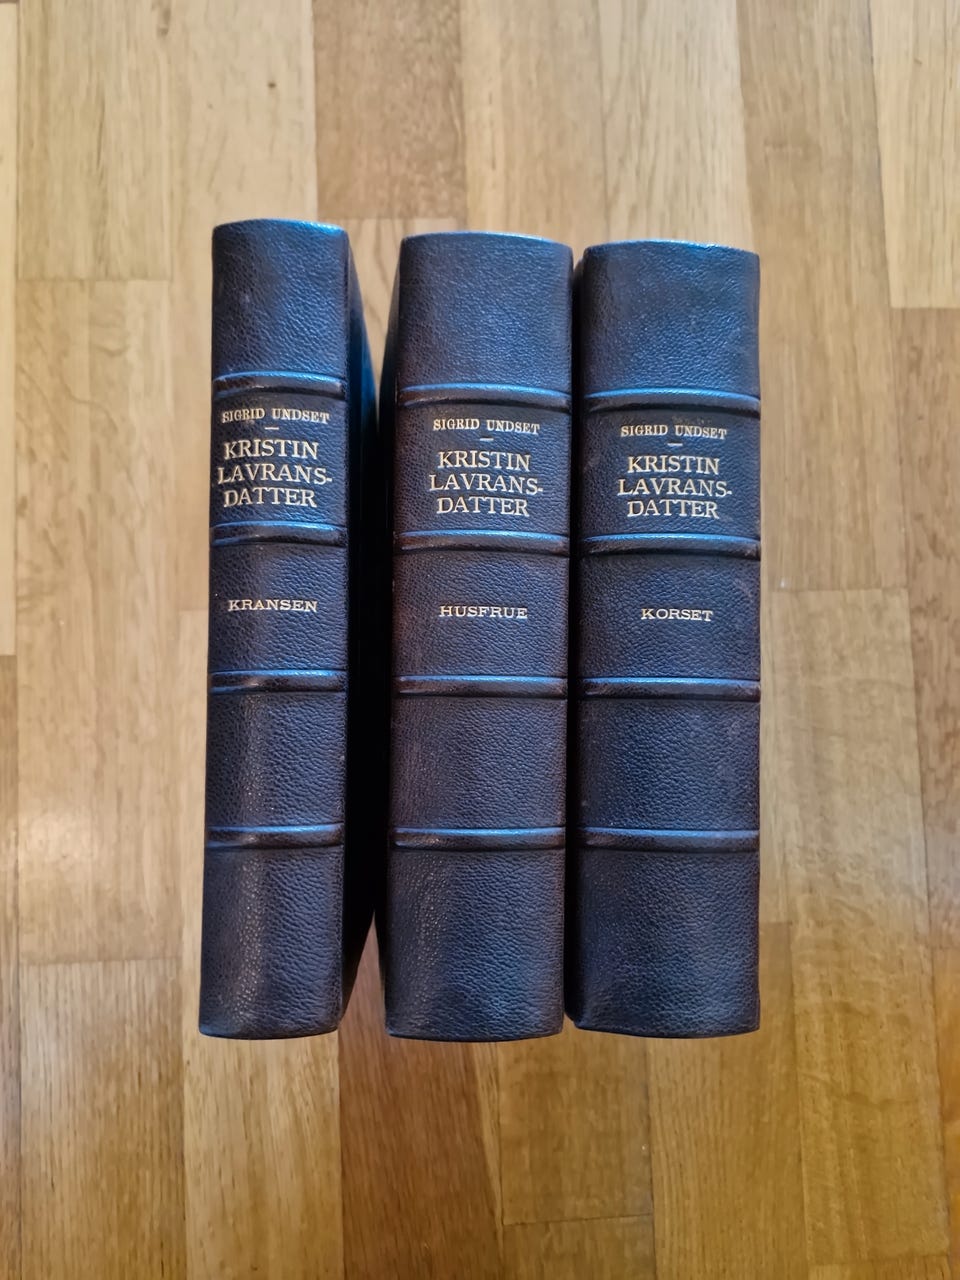 SIGRID UNDSET
KRISTIN
LAVRANS-
DATTER
KRANSEN
SIGRID UNDSET
KRISTIN
LAVRANS-
DATTER
HUSFRUE
SIGRID UNDSET
KRISTIN
LAVRANS-
DATTER
KORSET